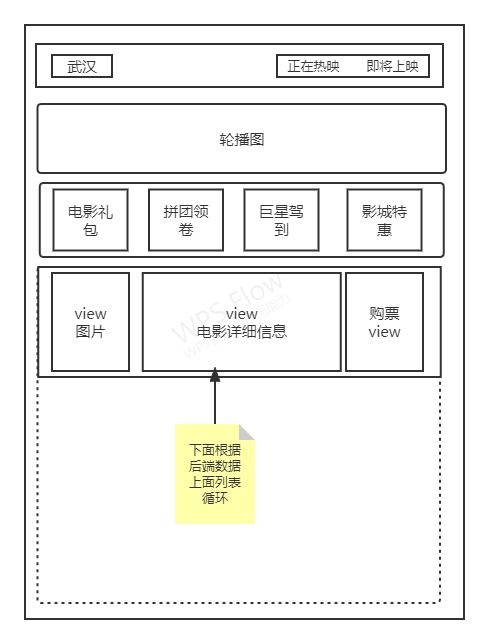 武汉
正在热映 即将上映
轮播图
电影礼
包
拼团领
卷
巨星驾
到
影城特
惠
view
图片
view
电影详细信息
购票
view
WPS Flow
下面根据
后端数据
上面列表
循环